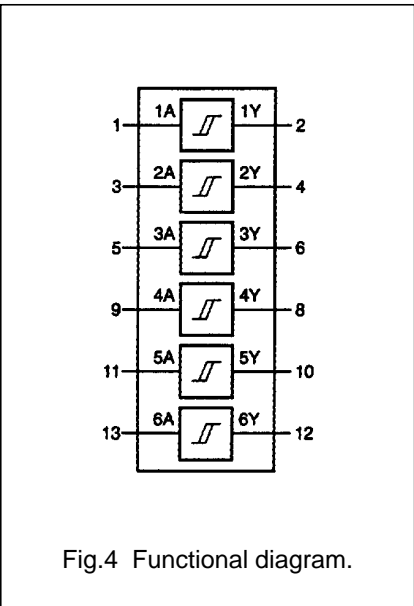 1 1A 1Y 2
3 2A 2Y 4
5 3A 3Y 6
9 4A 4Y 8
11 5A 5Y 10
13 6A 6Y 12
Fig.4 Functional diagram.